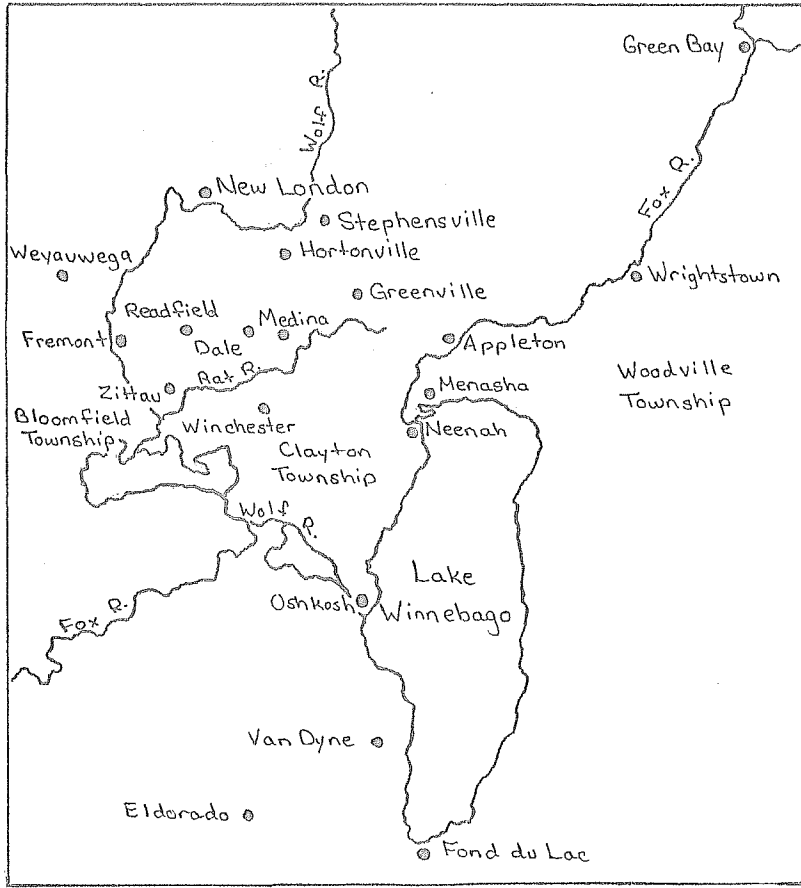 Green Bay
Wolf R.
Fox R.
New London
Stephensville
Hortonville
Weyauwega
Wrightstown
Greenville
Readfield
Medina
Fremont
Dale
Appleton
Rat R.
Woodville
Township
Zittau
Menasha
Bloomfield
Township
Winchester
Neenah
Clayton
Township
Wolf R.
Lake
Winnebago
Oshkosh
Fox R.
Van Dyne
Eldorado
Fond du Lac